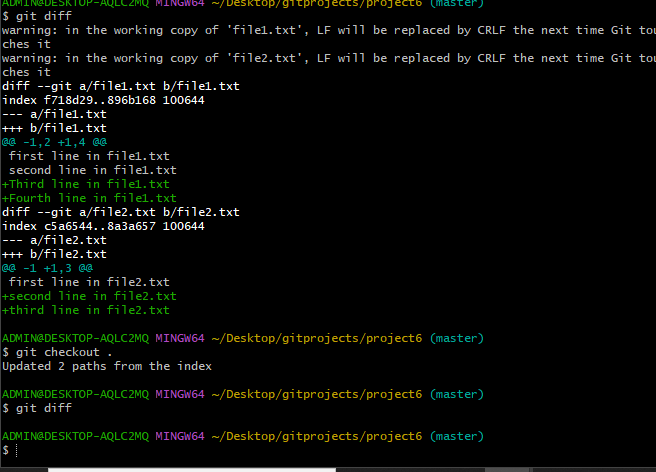 ADMIN@DESKTOP-AQLC2MQ MINGW64 ~/Desktop/gitprojects/project6 (master)
$ git diff
warning: in the working copy of 'file1.txt', LF will be replaced by CRLF the next time Git tou
ches it
warning: in the working copy of 'file2.txt', LF will be replaced by CRLF the next time Git tou
ches it
diff --git a/file1.txt b/file1.txt
index f718d29..896b168 100644
--- a/file1.txt
+++ b/file1.txt
@@ -1,2 +1,4 @@
 first line in file1.txt
 second line in file1.txt
+Third line in file1.txt
+Fourth line in file1.txt
diff --git a/file2.txt b/file2.txt
index c5a6544..8a3a657 100644
--- a/file2.txt
+++ b/file2.txt
@@ -1 +1,3 @@
 first line in file2.txt
+second line in file2.txt
+third line in file2.txt
ADMIN@DESKTOP-AQLC2MQ MINGW64 ~/Desktop/gitprojects/project6 (master)
$ git checkout .
Updated 2 paths from the index
ADMIN@DESKTOP-AQLC2MQ MINGW64 ~/Desktop/gitprojects/project6 (master)
$ git diff
ADMIN@DESKTOP-AQLC2MQ MINGW64 ~/Desktop/gitprojects/project6 (master)
$